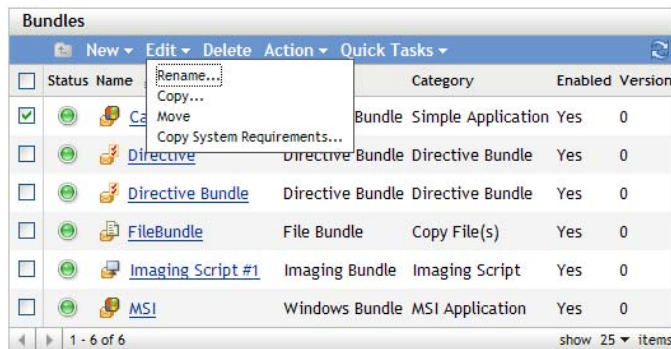 Bundles
New Edit Delete Action Quick Tasks
Status Name Category Enabled Version
Rename...
Copy...
Move
Copy System Requirements...
Ca Bundle Simple Application Yes 0
Directive Directive Bundle Directive Bundle Yes 0
Directive Bundle Directive Bundle Directive Bundle Yes 0
FileBundle File Bundle Copy File(s) Yes 0
Imaging Script #1 Imaging Bundle Imaging Script Yes 0
MSI Windows Bundle MSI Application Yes 0
1 - 6 of 6 show 25 items